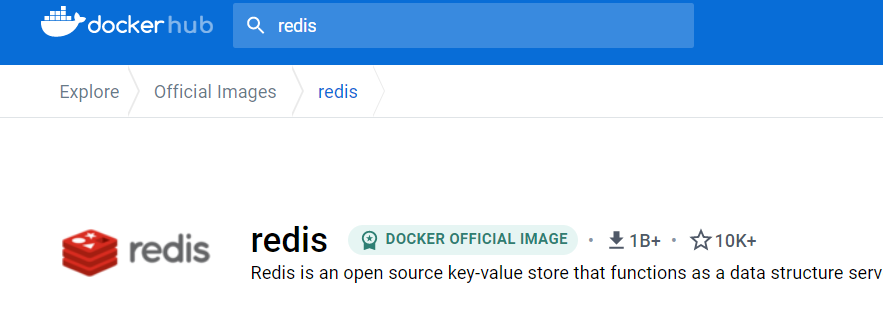 docker hub redis
Explore Official Images redis
redis redis DOCKER OFFICIAL IMAGE • 1B+ • 10K+
Redis is an open source key-value store that functions as a data structure serv